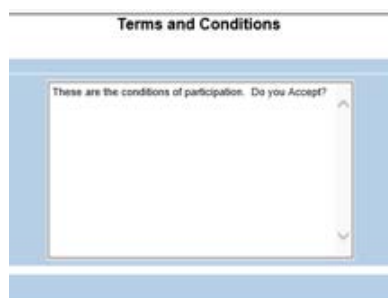 Terms and Conditions
These are the conditions of participation.  Do you Accept?